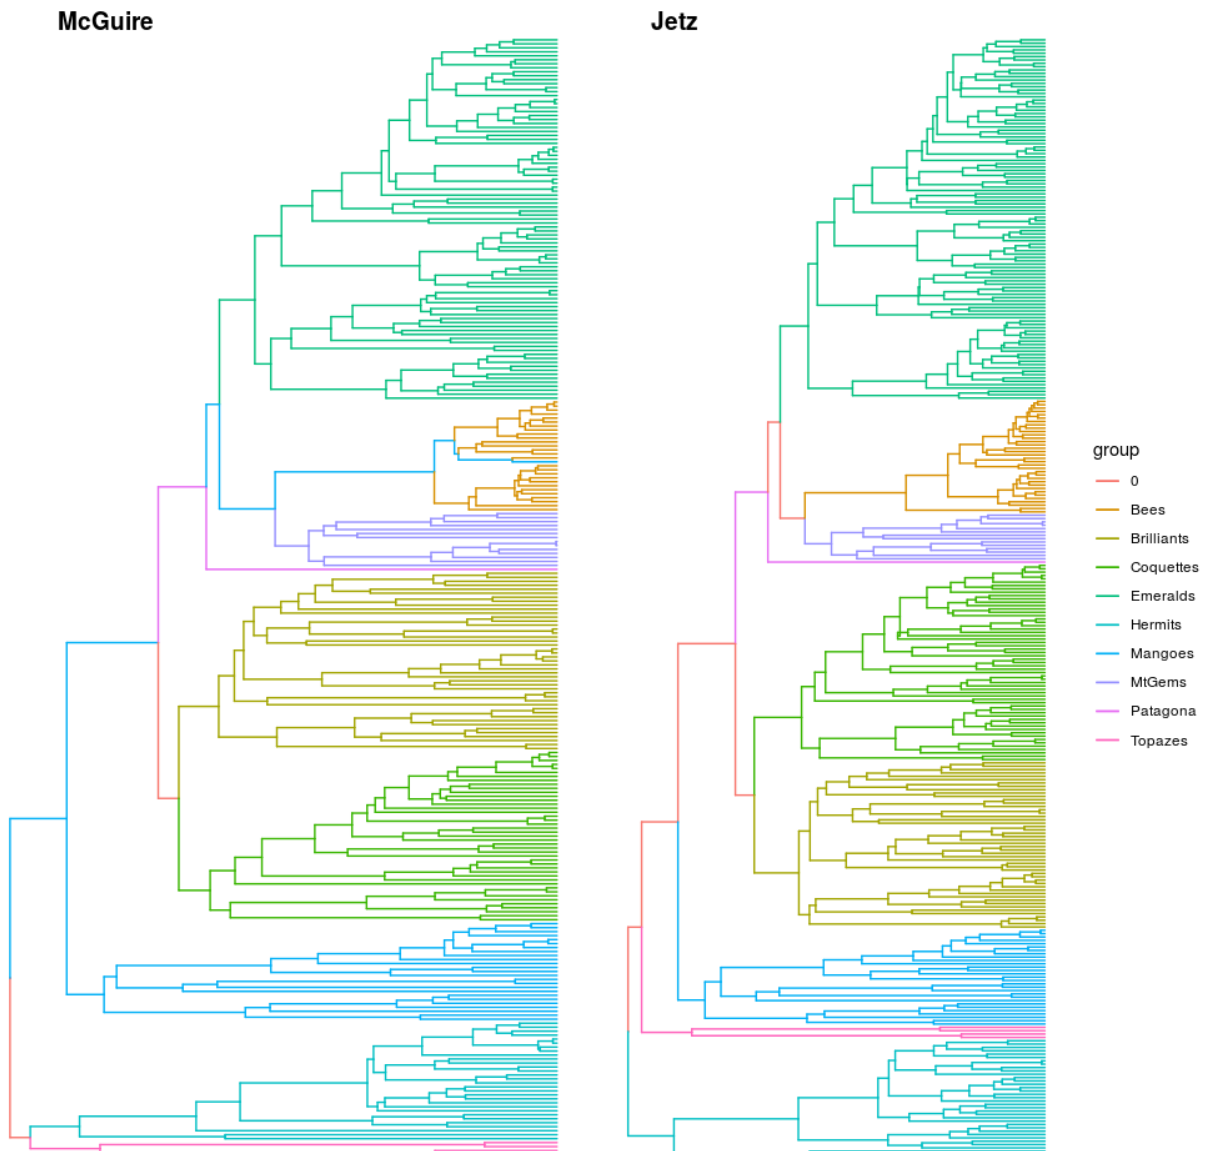 McGuire
Jetz
group
0
Bees
Brilliants
Coquettes
Emeralds
Hermits
Mangoes
MtGems
Patagona
Topazes